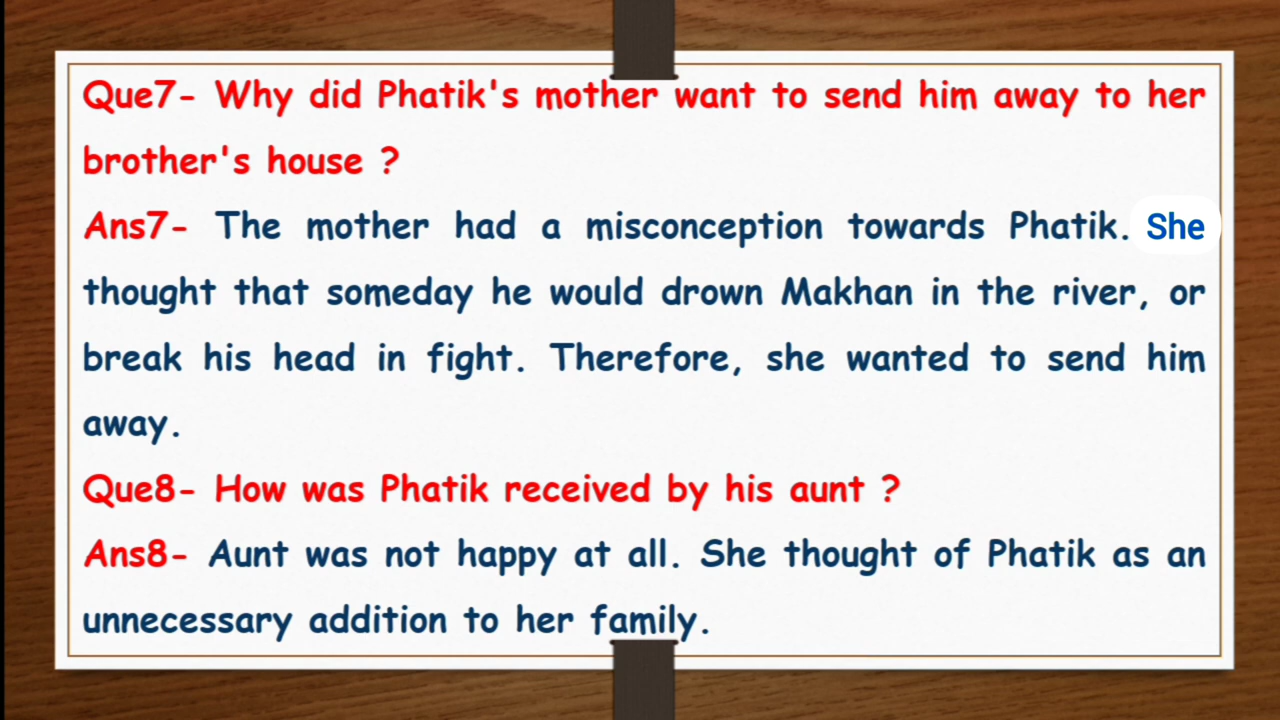 Que7- Why did Phatik's mother want to send him away to her
brother's house ?
Ans7- The mother had a misconception towards Phatik. She
thought that someday he would drown Makhan in the river, or
break his head in fight. Therefore, she wanted to send him
away.
Que8- How was Phatik received by his aunt ?
Ans8- Aunt was not happy at all. She thought of Phatik as an
unnecessary addition to her family.